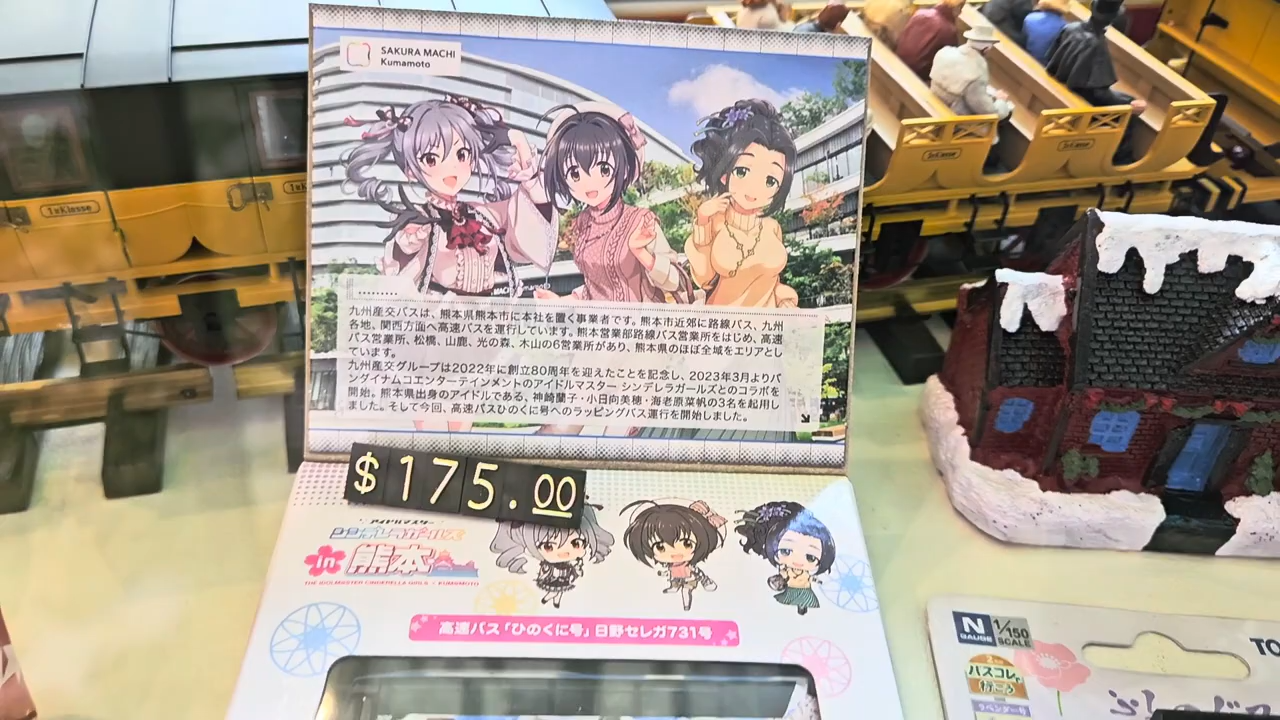 SAKURA MACHI
Kumamoto
1stKlasse
九州産交バスは、熊本県熊本市に本社を置く事業者です。熊本市近郊に路線バス、九州
各地、関西方面へ高速バスを運行しています。熊本営業部路線バス営業所をはじめ、高速
バス営業所、松橋、山鹿、光の森、木山の6営業所があり、熊本県のほぼ全域をエリアとし
ています。
九州産交グループは2022年に創立80周年を迎えたことを記念し、2023年3月よりバ
ンダイナムコエンターテインメントのアイドルマスター シンデレラガールズとのコラボを
開始。熊本県出身のアイドルである、神崎蘭子・小日向美穂・海老原菜帆の3名を起用し
ました。そして今回、高速バスひのくに号へのラッピングバス運行を開始しました。
$175.00
アイドルマスター
シンデレラガールズ
in 熊本
THE IDOLM@STER CINDERELLA GIRLS × KUMAMOTO
高速バス「ひのくに号」日野セレガ731号
N
GAUGE
1/150
SCALE
TO
バスコレで
行こう